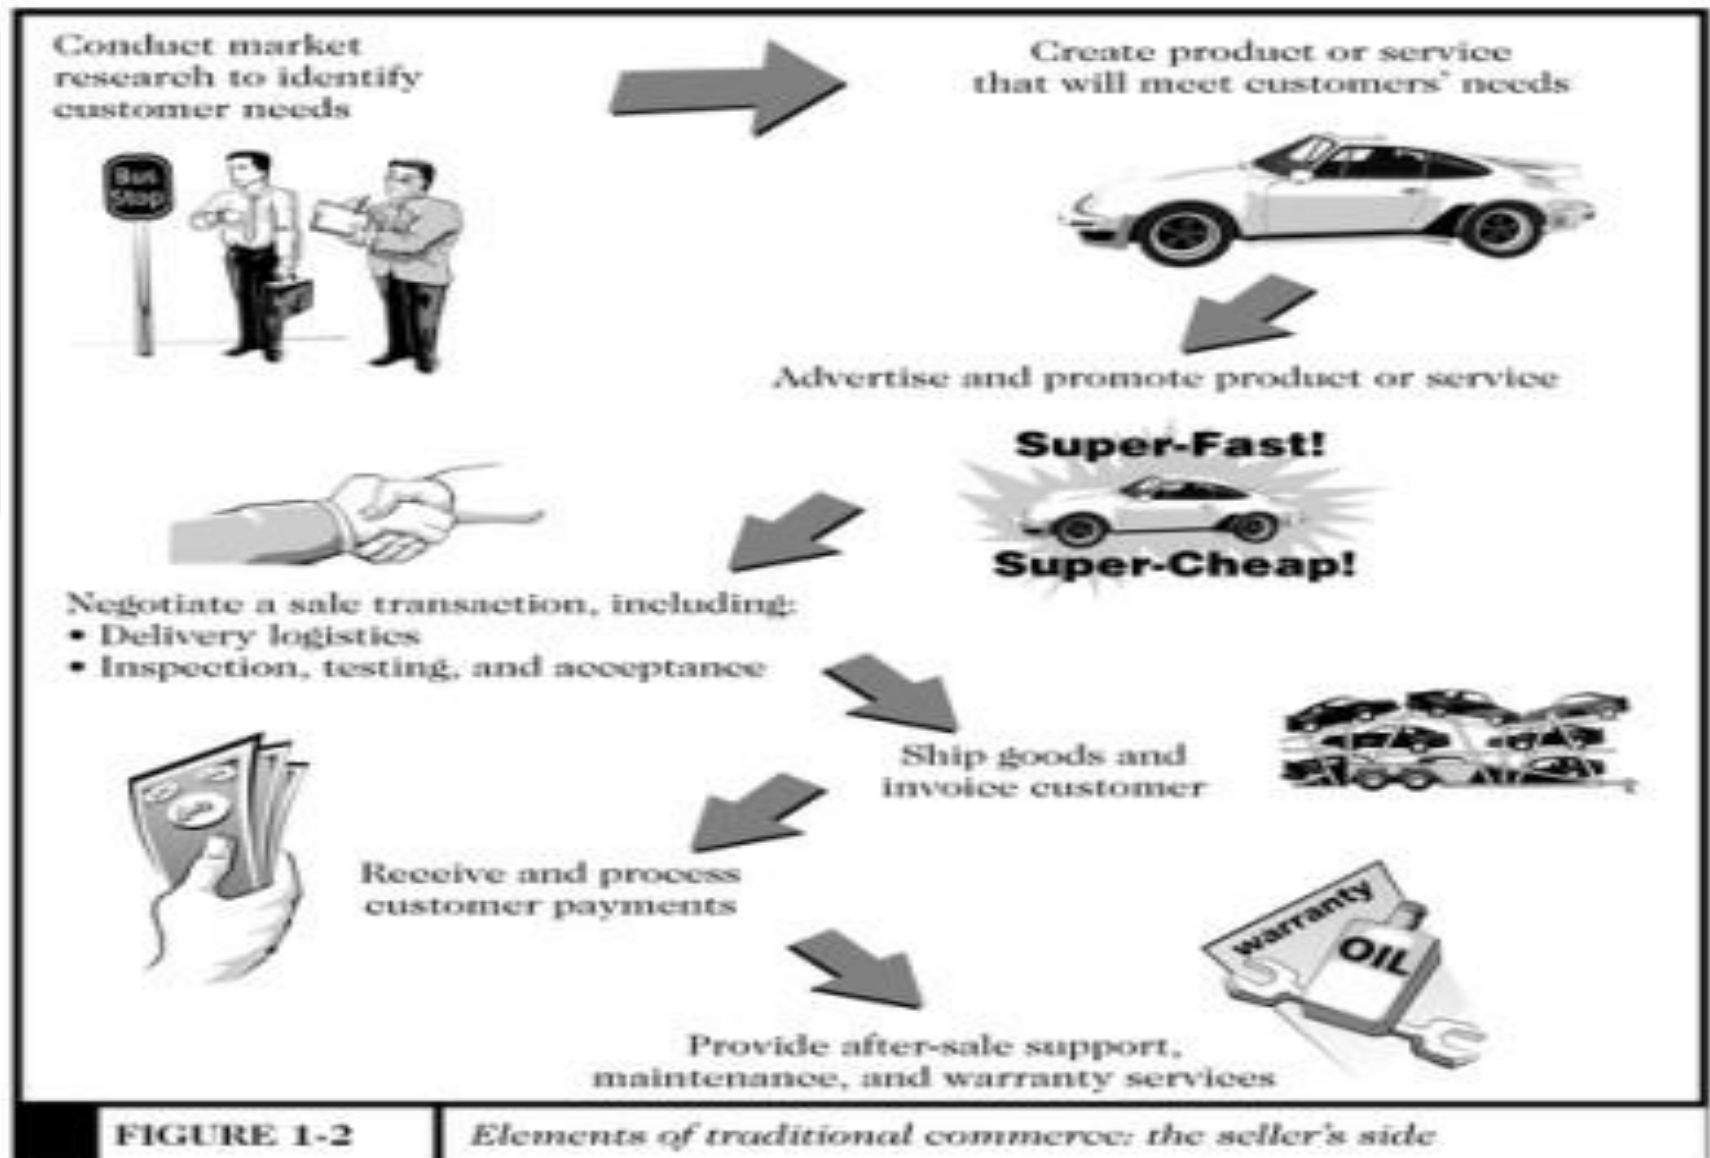 Conduct market
research to identify
customer needs
Bus
Stop
Create product or service
that will meet customers' needs
Advertise and promote product or service
Super-Fast!
Super-Cheap!
Negotiate a sale transaction, including:
• Delivery logistics
• Inspection, testing, and acceptance
Ship goods and
invoice customer
Receive and process
customer payments
warranty
OIL
Provide after-sale support,
maintenance, and warranty services
FIGURE 1-2
Elements of traditional commerce: the seller's side